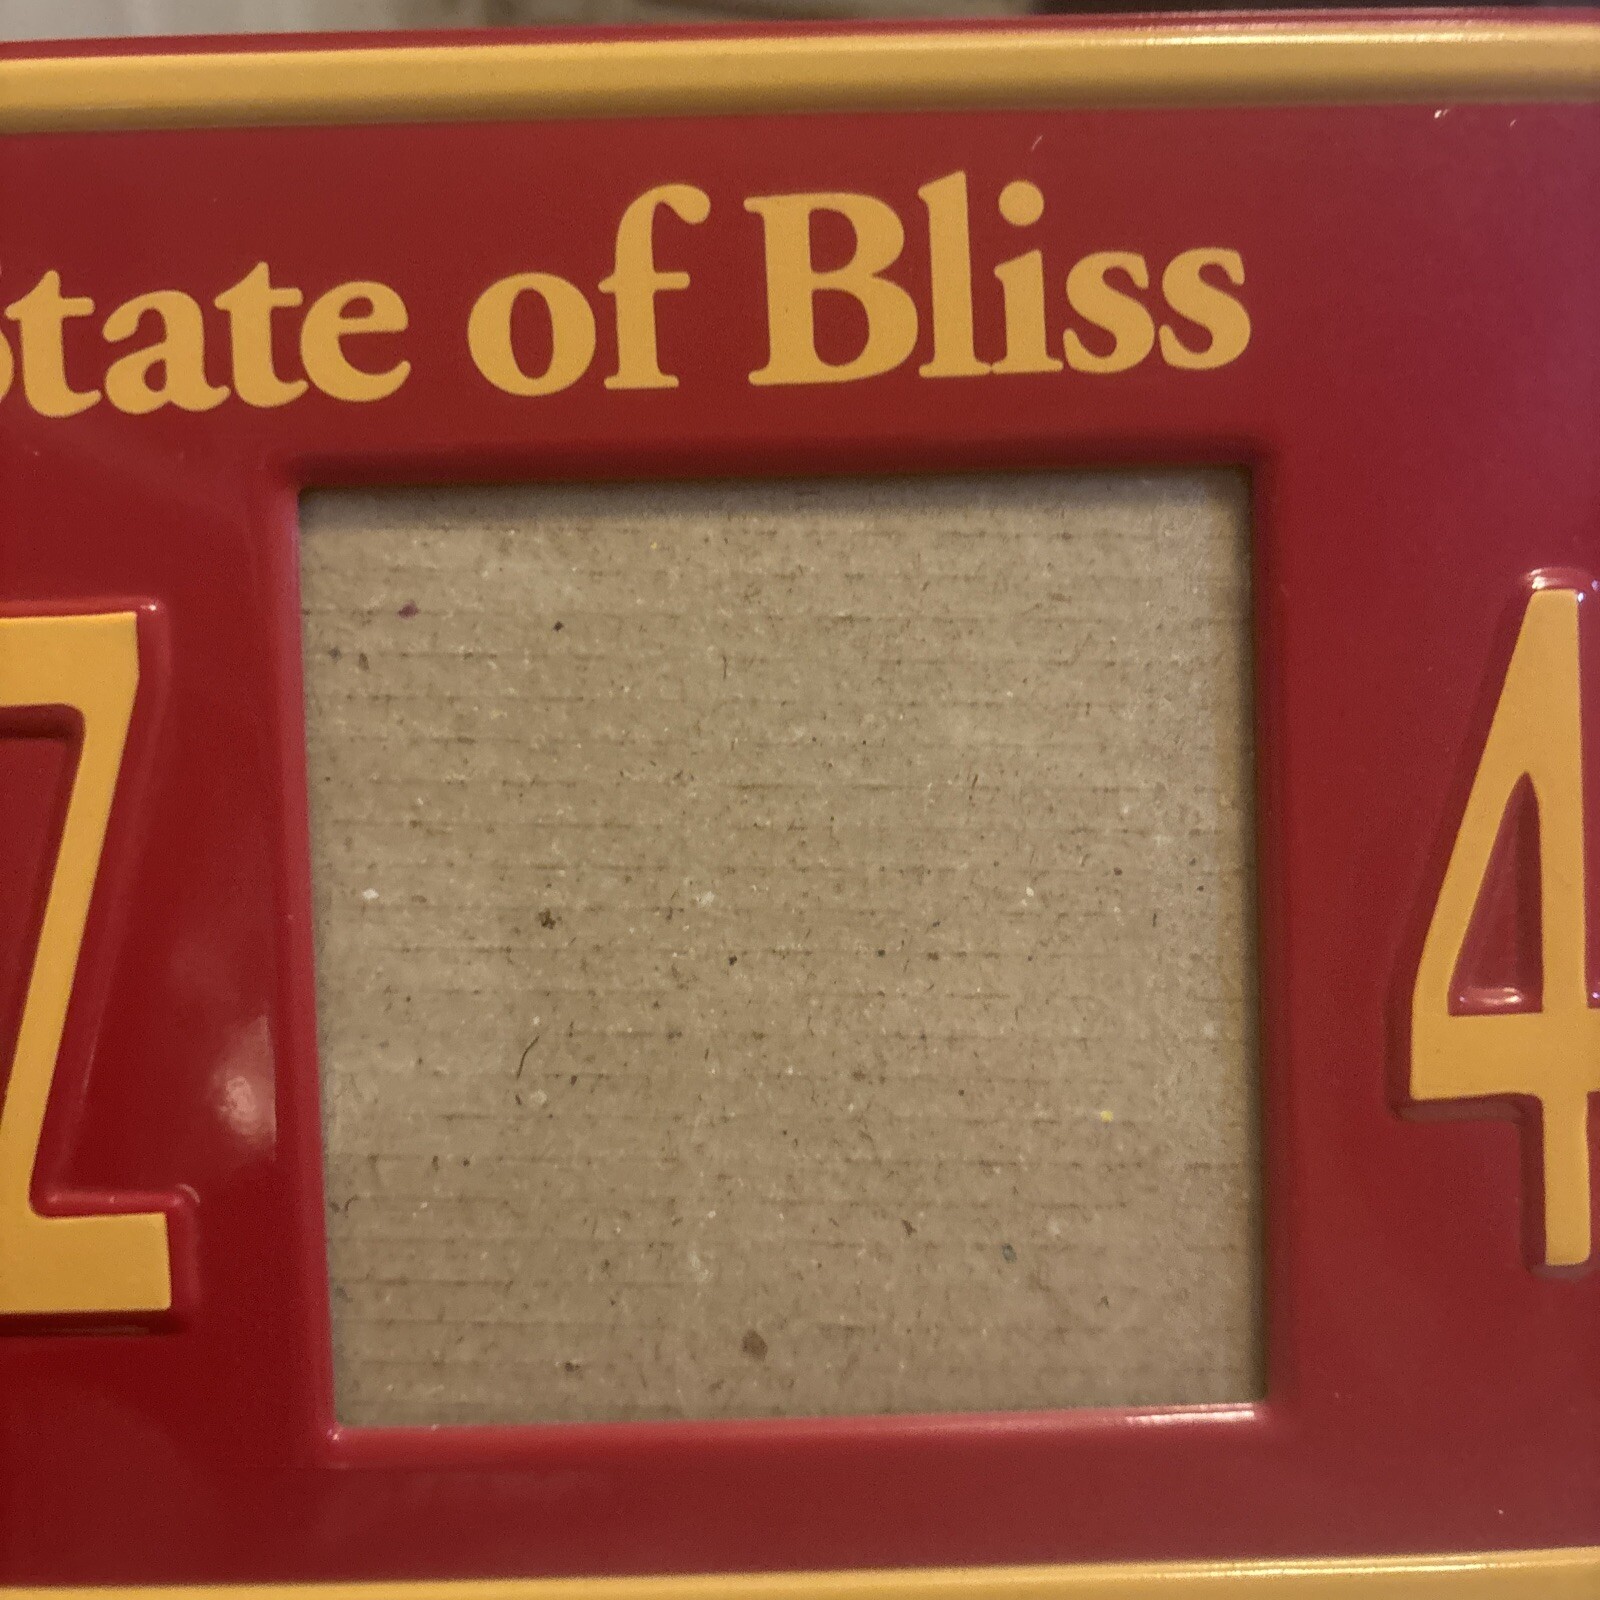 State of Bliss
Z 4